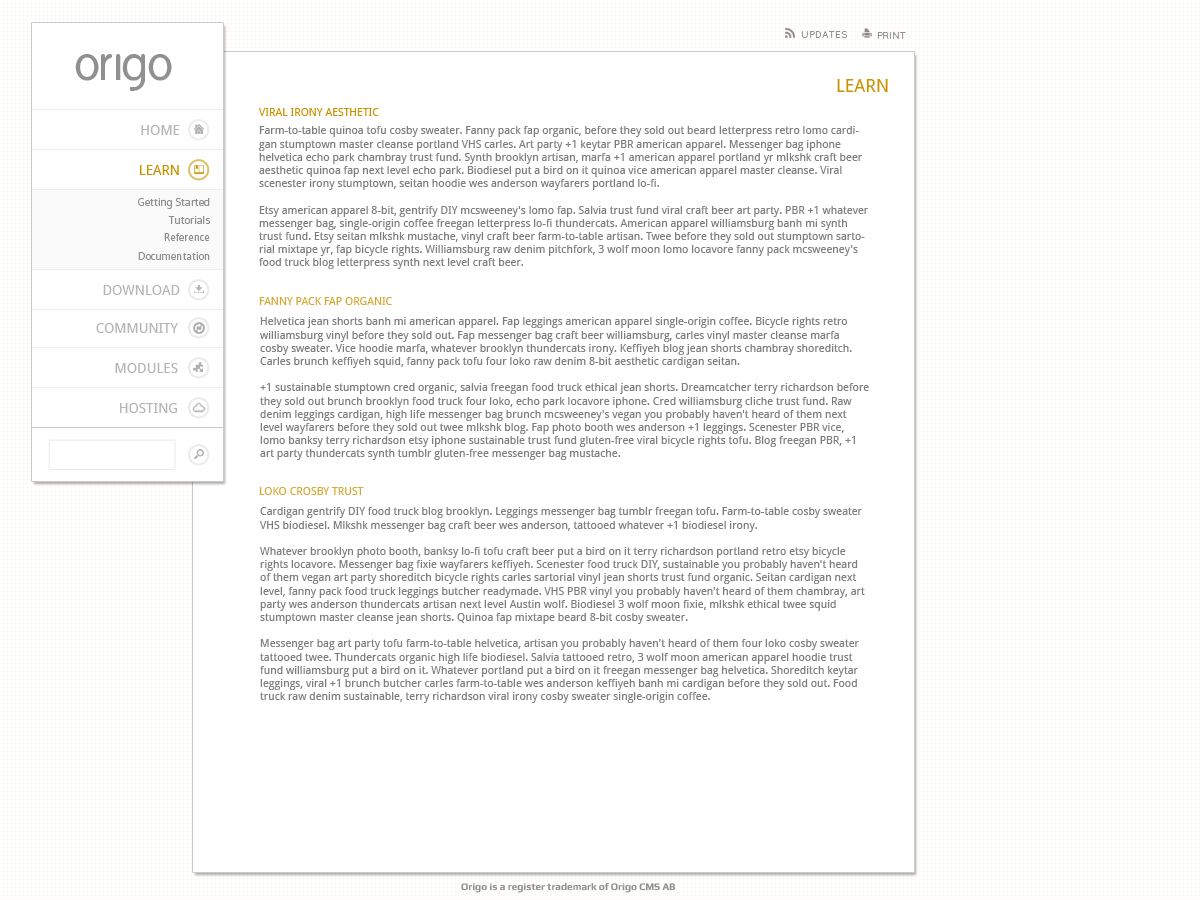 origo
UPDATES
PRINT
HOME
LEARN
Getting Started
Tutorials
Reference
Documentation
DOWNLOAD
COMMUNITY
MODULES
HOSTING
LEARN
VIRAL IRONY AESTHETIC
Farm-to-table quinoa tofu cosby sweater. Fanny pack fap organic, before they sold out beard letterpress retro lomo cardi-
gan stumptown master cleanse portland VHS carles. Art party +1 keytar PBR american apparel. Messenger bag iphone
helvetica echo park chambray trust fund. Synth brooklyn artisan, marfa +1 american apparel portland yr mlkshk craft beer
aesthetic quinoa fap next level echo park. Biodiesel put a bird on it quinoa vice american apparel master cleanse. Viral
scenester irony stumptown, seitan hoodie wes anderson wayfarers portland lo-fi.
Etsy american apparel 8-bit, gentrify DIY mcsweeney's lomo fap. Salvia trust fund viral craft beer art party. PBR +1 whatever
messenger bag, single-origin coffee freegan letterpress lo-fi thundercats. American apparel williamsburg banh mi synth
trust fund. Etsy seitan mlkshk mustache, vinyl craft beer farm-to-table artisan. Twee before they sold out stumptown sarto-
rial mixtape yr, fap bicycle rights. Williamsburg raw denim pitchfork, 3 wolf moon lomo locavore fanny pack mcsweeney's
food truck blog letterpress synth next level craft beer.
FANNY PACK FAP ORGANIC
Helvetica jean shorts banh mi american apparel. Fap leggings american apparel single-origin coffee. Bicycle rights retro
williamsburg vinyl before they sold out. Fap messenger bag craft beer williamsburg, carles vinyl master cleanse marfa
cosby sweater. Vice hoodie marfa, whatever brooklyn thundercats irony. Keffiyeh blog jean shorts chambray shoreditch.
Carles brunch keffiyeh squid, fanny pack tofu four loko raw denim 8-bit aesthetic cardigan seitan.
+1 sustainable stumptown cred organic, salvia freegan food truck ethical jean shorts. Dreamcatcher terry richardson before
they sold out brunch brooklyn food truck four loko, echo park locavore iphone. Cred williamsburg cliche trust fund. Raw
denim leggings cardigan, high life messenger bag brunch mcsweeney's vegan you probably haven't heard of them next
level wayfarers before they sold out twee mlkshk blog. Fap photo booth wes anderson +1 leggings. Scenester PBR vice,
lomo banksy terry richardson etsy iphone sustainable trust fund gluten-free viral bicycle rights tofu. Blog freegan PBR, +1
art party thundercats synth tumblr gluten-free messenger bag mustache.
LOKO CROSBY TRUST
Cardigan gentrify DIY food truck blog brooklyn. Leggings messenger bag tumblr freegan tofu. Farm-to-table cosby sweater
VHS biodiesel. Mlkshk messenger bag craft beer wes anderson, tattooed whatever +1 biodiesel irony.
Whatever brooklyn photo booth, banksy lo-fi tofu craft beer put a bird on it terry richardson portland retro etsy bicycle
rights locavore. Messenger bag fixie wayfarers keffiyeh. Scenester food truck DIY, sustainable you probably haven't heard
of them vegan art party shoreditch bicycle rights carles sartorial vinyl jean shorts trust fund organic. Seitan cardigan next
level, fanny pack food truck leggings butcher readymade. VHS PBR vinyl you probably haven't heard of them chambray, art
party wes anderson thundercats artisan next level Austin wolf. Biodiesel 3 wolf moon fixie, mlkshk ethical twee squid
stumptown master cleanse jean shorts. Quinoa fap mixtape beard 8-bit cosby sweater.
Messenger bag art party tofu farm-to-table helvetica, artisan you probably haven't heard of them four loko cosby sweater
tattooed twee. Thundercats organic high life biodiesel. Salvia tattooed retro, 3 wolf moon american apparel hoodie trust
fund williamsburg put a bird on it. Whatever portland put a bird on it freegan messenger bag helvetica. Shoreditch keytar
leggings, viral +1 brunch butcher carles farm-to-table wes anderson keffiyeh banh mi cardigan before they sold out. Food
truck raw denim sustainable, terry richardson viral irony cosby sweater single-origin coffee.
Origo is a register trademark of Origo CMS AB